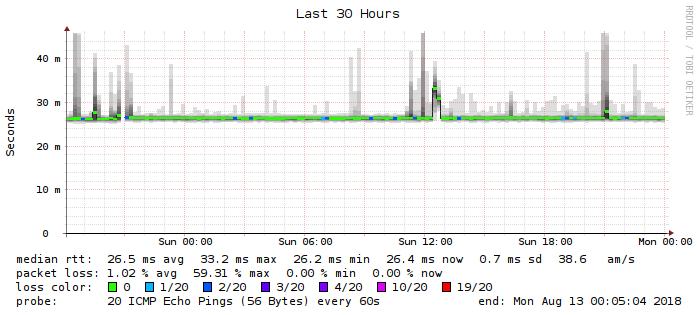 Last 30 Hours
RRDTOOL / TOBI OETIKER
Seconds
40 m
30 m
20 m
10 m
0
Sun 00:00 Sun 06:00 Sun 12:00 Sun 18:00 Mon 00:00
median rtt: 26.5 ms avg 33.2 ms max 26.2 ms min 26.4 ms now 0.7 ms sd 38.6 am/s
packet loss: 1.02 % avg 59.31 % max 0.00 % min 0.00 % now
loss color: 0 1/20 2/20 3/20 4/20 10/20 19/20
probe: 20 ICMP Echo Pings (56 Bytes) every 60s end: Mon Aug 13 00:05:04 2018